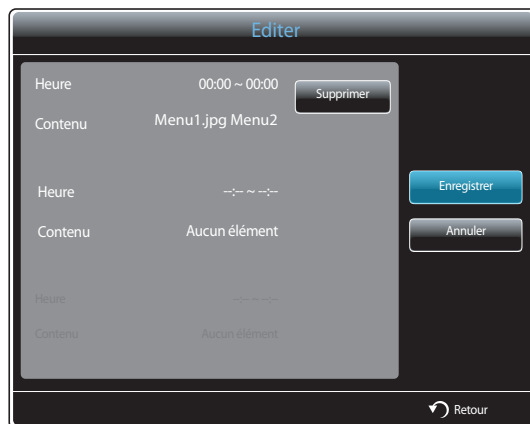 Editer
Heure 00:00 ~ 00:00
Supprimer
Contenu Menu1.jpg Menu2
Heure --:-- ~ --:--
Enregistrer
Contenu Aucun élément
Annuler
Heure --:-- ~ --:--
Contenu Aucun élément
Retour